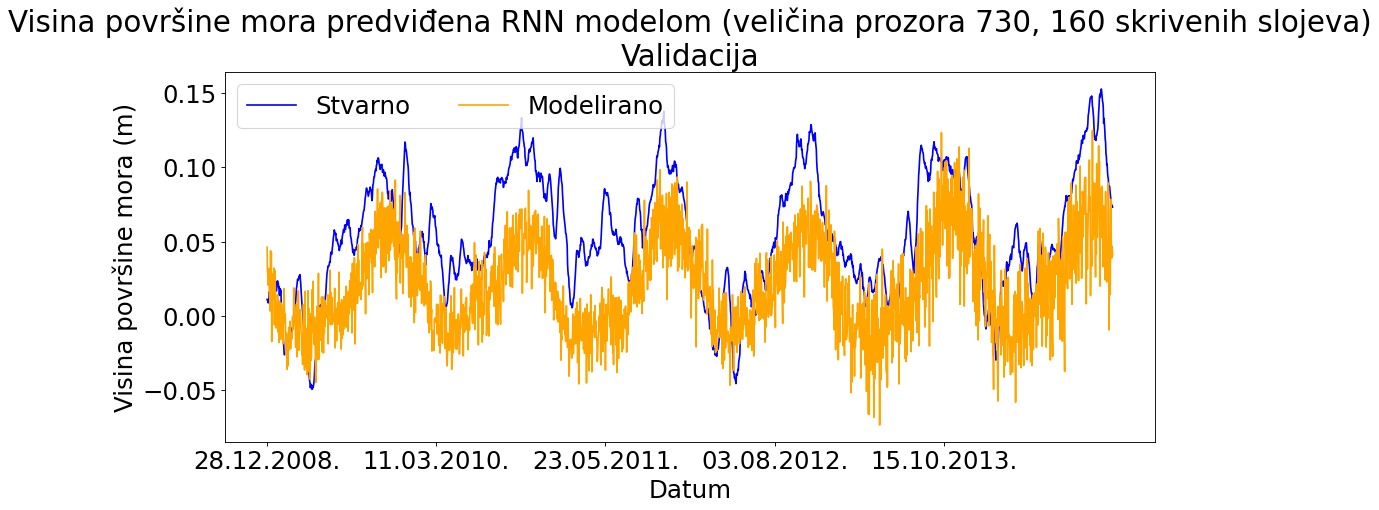 Visina površine mora predviđena RNN modelom (veličina prozora 730, 160 skrivenih slojeva)
Validacija
Stvarno Modelirano
Visina površine mora (m)
0.15
0.10
0.05
0.00
−0.05
28.12.2008. 11.03.2010. 23.05.2011. 03.08.2012. 15.10.2013.
Datum